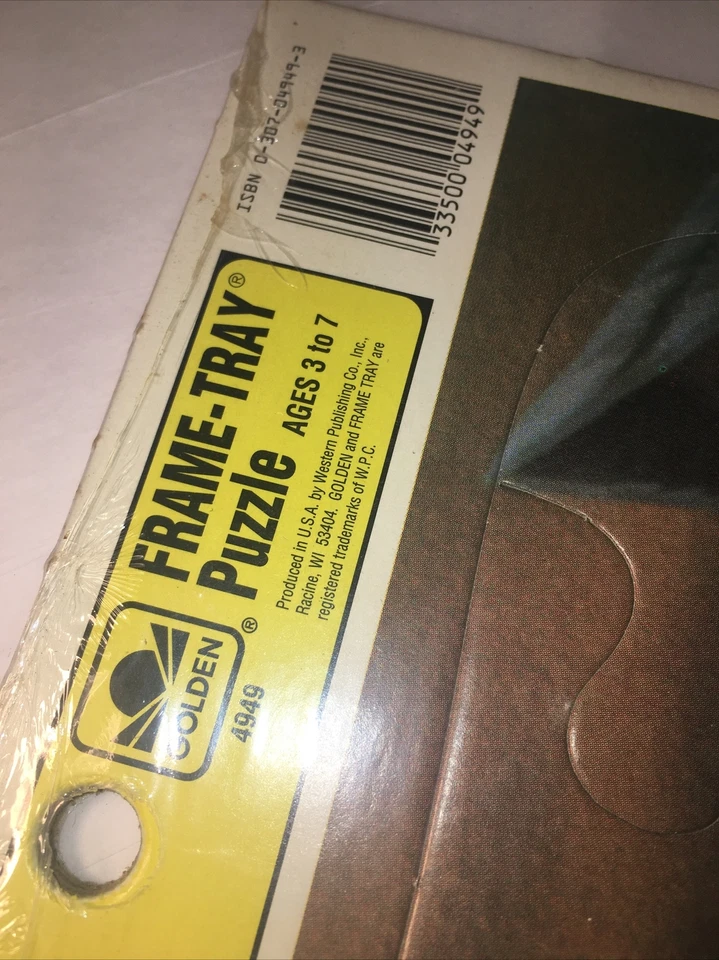 ISBN 0-307-04949-3
33500 04949
FRAME-TRAY®
Puzzle AGES 3 to 7
Produced in U.S.A. by Western Publishing Co., Inc.,
Racine, WI 53404. GOLDEN and FRAME TRAY are
registered trademarks of W.P.C.
GOLDEN®
4949